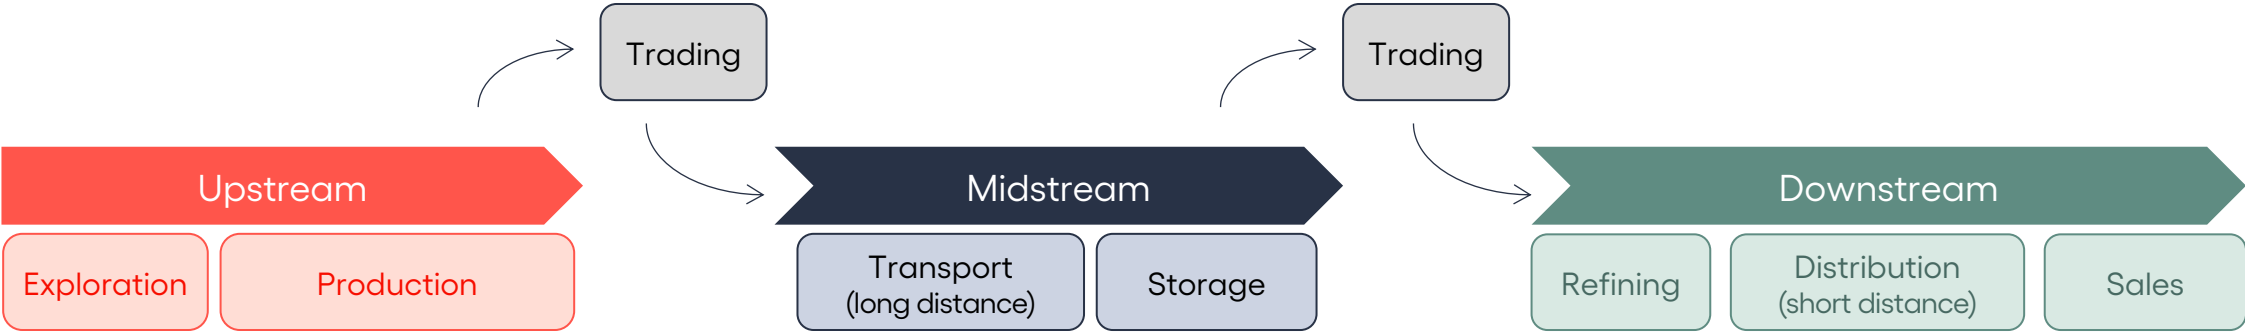 Trading
Trading
Upstream
Midstream
Downstream
Exploration
Production
Transport
(long distance)
Storage
Refining
Distribution
(short distance)
Sales